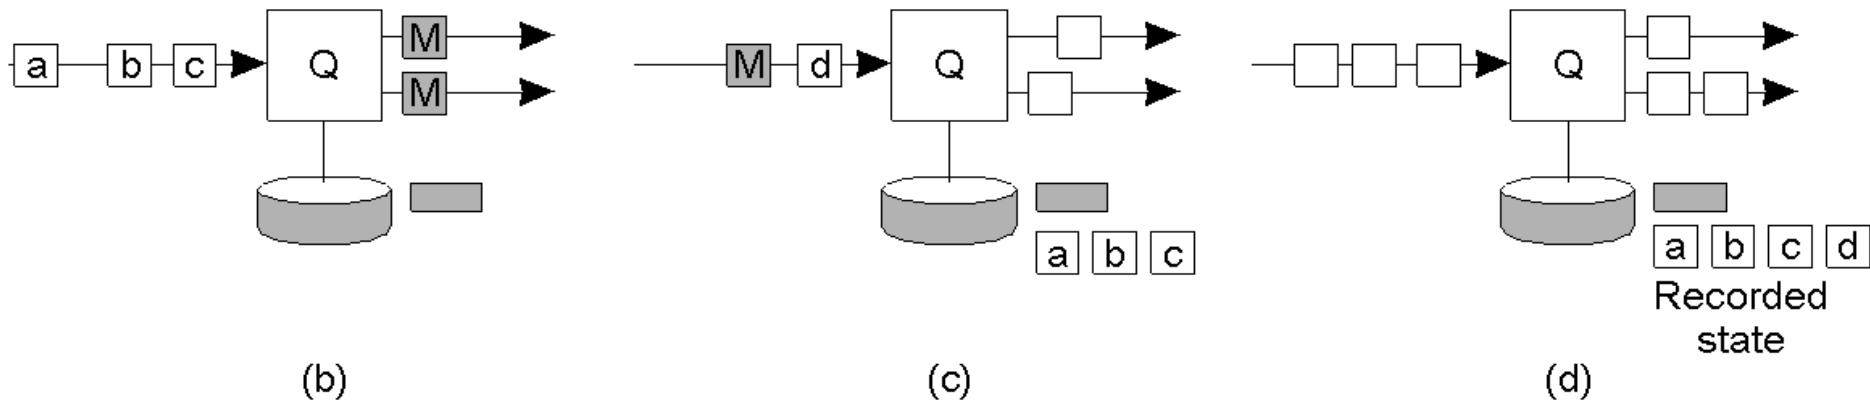 a b c Q M M
M d Q
Q
a b c
a b c d
Recorded
state
(b) (c) (d)